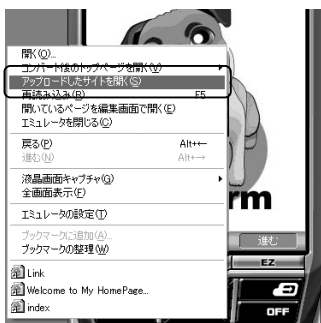 開く(O)...
コンバート後のトップページを開く(V)
アップロードしたサイトを開く(S)
再読み込み(R) F5
開いているページを編集画面で開く(E)
エミュレータを閉じる(C)
戻る(P) Alt+←
進む(N) Alt+→
液晶画面キャプチャ(G)
全画面表示(F)
エミュレータの設定(T)
ブックマークに追加(A)...
ブックマークの整理(W)
Link
Welcome to My HomePage...
index
rm
進む
EZ
OFF